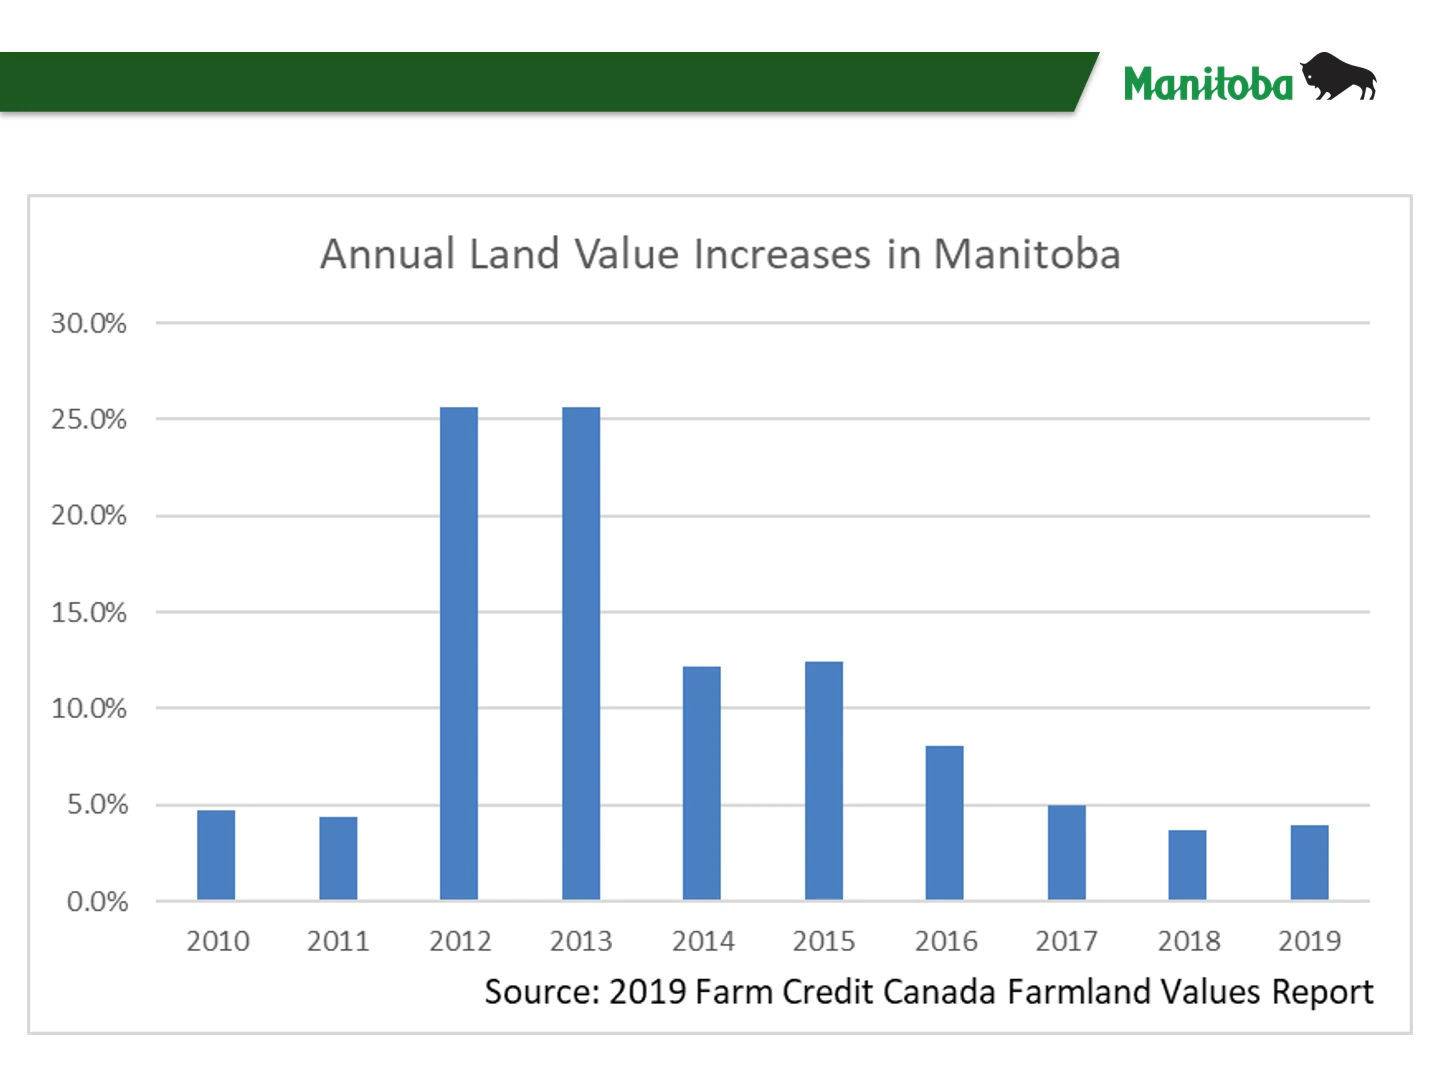 Manitoba
Annual Land Value Increases in Manitoba
30.0%
25.0%
20.0%
15.0%
10.0%
5.0%
0.0%
2010 2011 2012 2013 2014 2015 2016 2017 2018 2019
Source: 2019 Farm Credit Canada Farmland Values Report